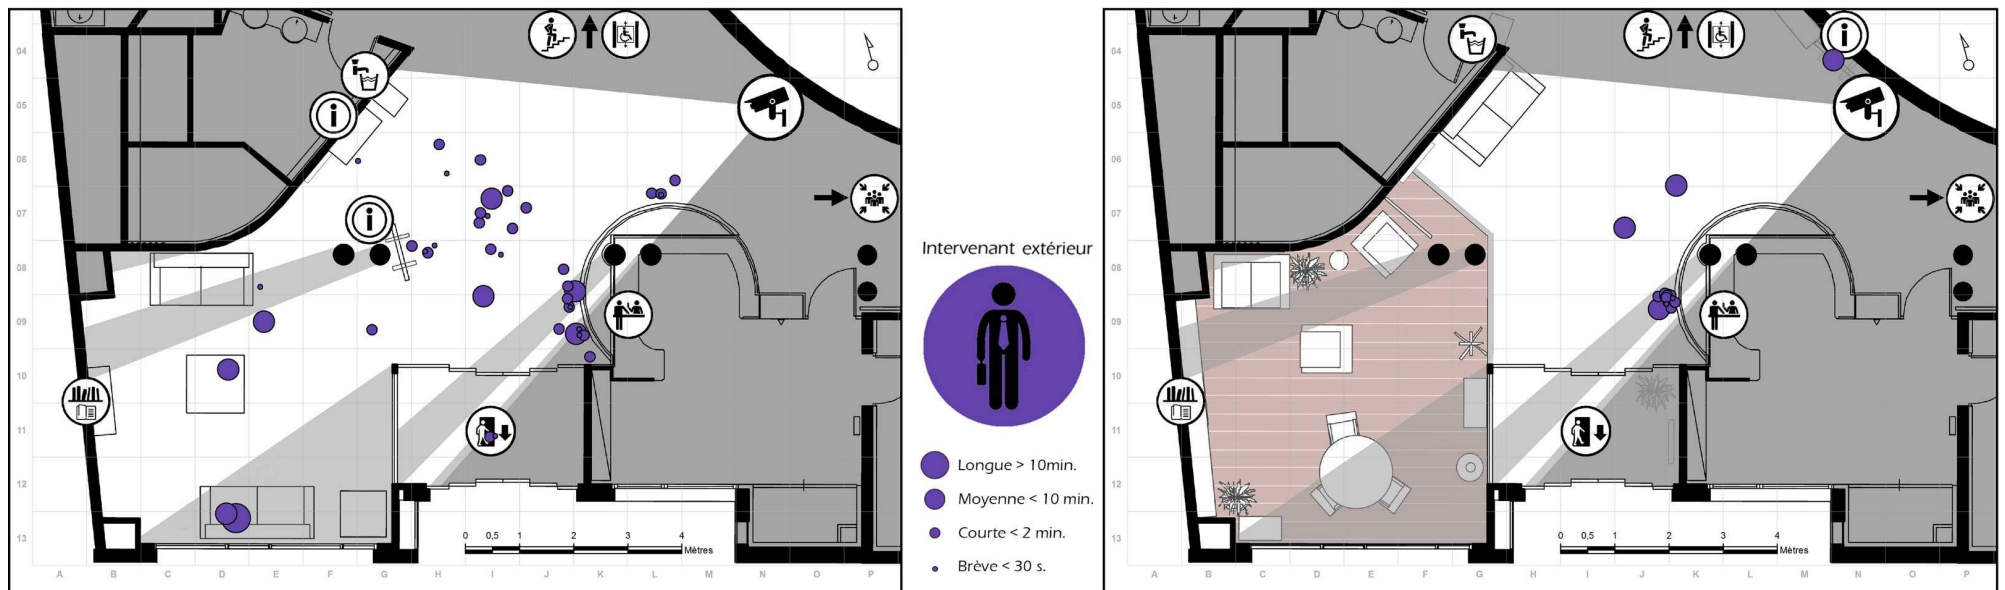 04
05
06
07
08
09
10
11
12
13
A B C D E F G H I J K L M N O P
i
i
0 0,5 1 2 3 4
Mètres
Intervenant extérieur
Longue > 10min.
Moyenne < 10 min.
Courte < 2 min.
Brève < 30 s.
04
05
06
07
08
09
10
11
12
13
A B C D E F G H I J K L M N O P
i
0 0,5 1 2 3 4
Mètres